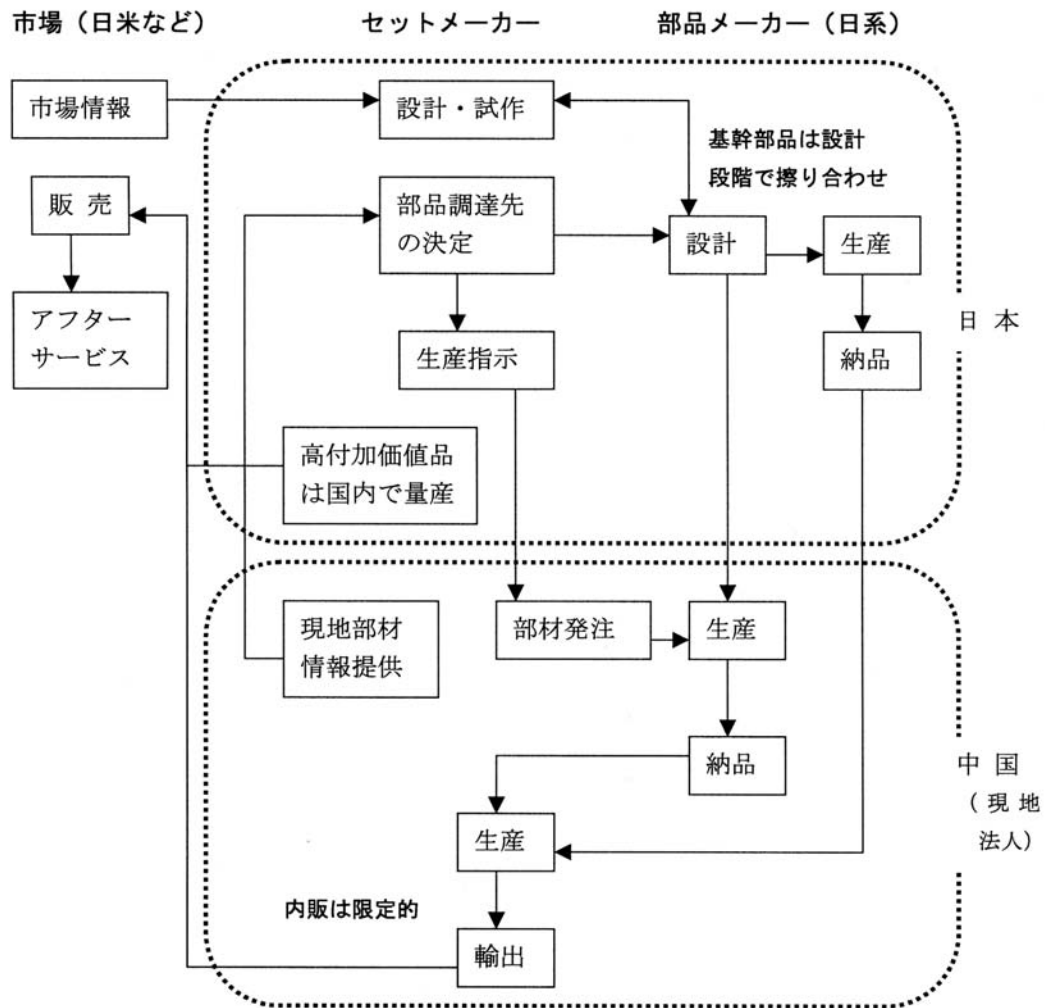 市場（日米など）
セットメーカー
部品メーカー（日系）
市場情報
設計・試作
基幹部品は設計
段階で擦り合わせ
販 売
部品調達先
の決定
設計
生産
アフター
サービス
生産指示
納品
日 本
高付加価値品
は国内で量産
現地部材
情報提供
部材発注
生産
納品
中 国
（ 現 地
法人）
生産
内販は限定的
輸出